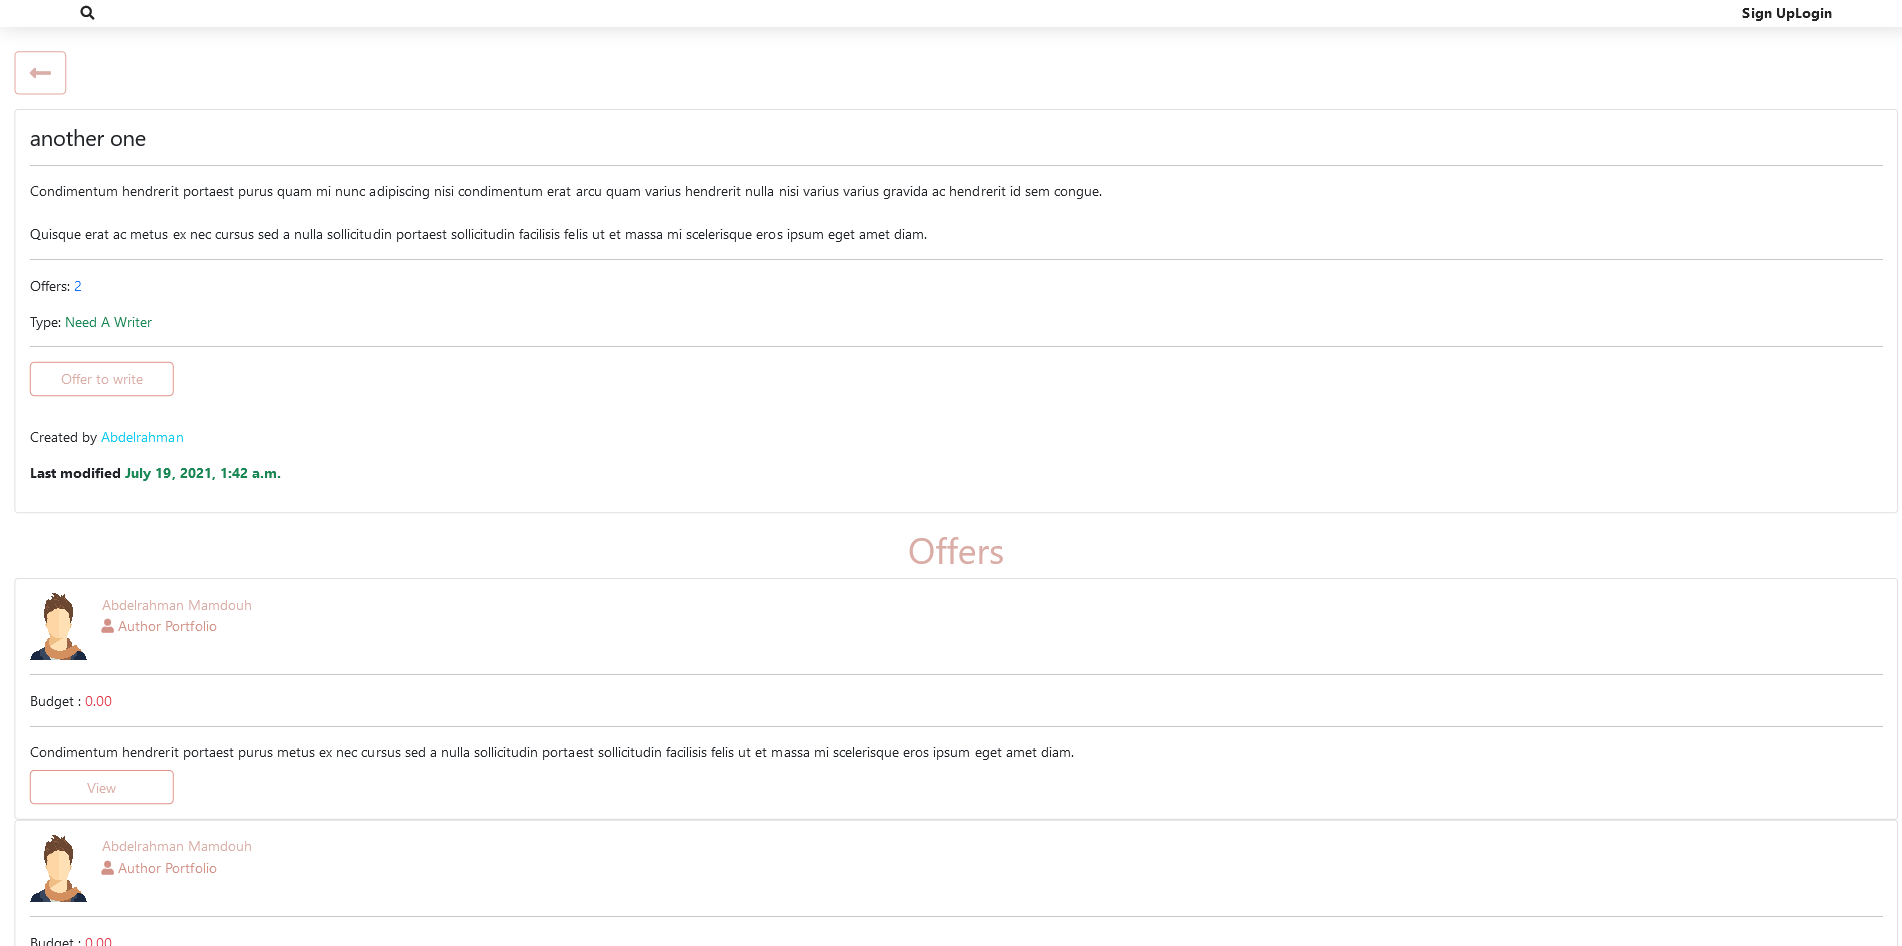 Sign UpLogin
another one
Condimentum hendrerit portaest purus quam mi nunc adipiscing nisi condimentum erat arcu quam varius hendrerit nulla nisi varius varius gravida ac hendrerit id sem congue.
Quisque erat ac metus ex nec cursus sed a nulla sollicitudin portaest sollicitudin facilisis felis ut et massa mi scelerisque eros ipsum eget amet diam.
Offers: 2
Type: Need A Writer
Offer to write
Created by Abdelrahman
Last modified July 19, 2021, 1:42 a.m.
Offers
Abdelrahman Mamdouh
Author Portfolio
Budget : 0.00
Condimentum hendrerit portaest purus metus ex nec cursus sed a nulla sollicitudin portaest sollicitudin facilisis felis ut et massa mi scelerisque eros ipsum eget amet diam.
View
Abdelrahman Mamdouh
Author Portfolio
Budget : 0.00